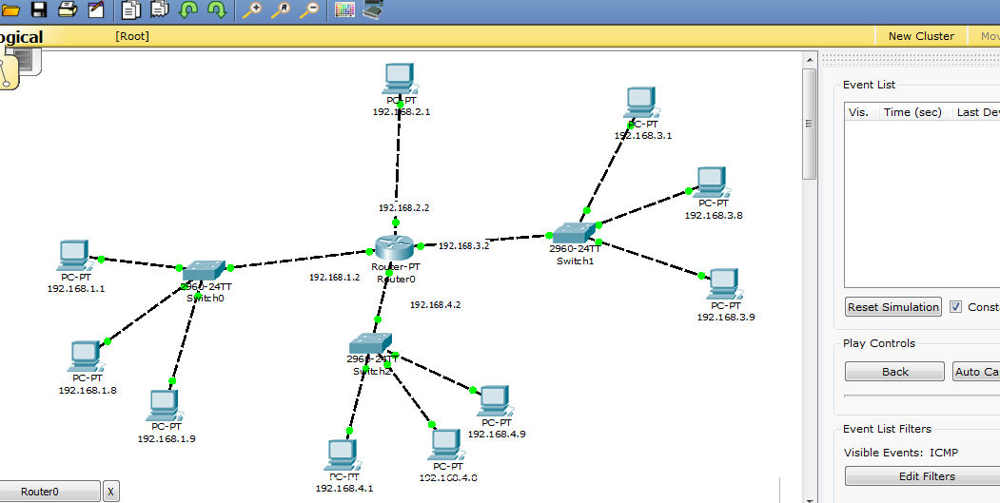 ogical
[Root]
New Cluster
Mov
PC-PT
192.168.2.1
PC-PT
192.168.3.1
PC-PT
192.168.3.8
192.168.2.2
192.168.3.2
2960-24TT
Switch1
Router-PT
Router0
PC-PT
192.168.1.1
2960-24TT
Switch0
192.168.1.2
192.168.4.2
PC-PT
192.168.3.9
2960-24TT
Switch2
PC-PT
192.168.1.8
PC-PT
192.168.1.9
PC-PT
192.168.4.9
PC-PT
192.168.4.8
PC-PT
192.168.4.1
Router0
X
Event List
Vis. Time (sec) Last Dev
Reset Simulation
Consta
Play Controls
Back
Auto Ca
Event List Filters
Visible Events: ICMP
Edit Filters